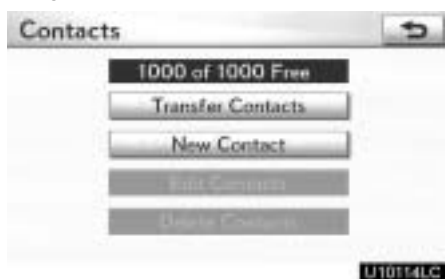 Contacts
1000 of 1000 Free
Transfer Contacts
New Contact
Edit Contacts
Delete Contacts
U10114LC